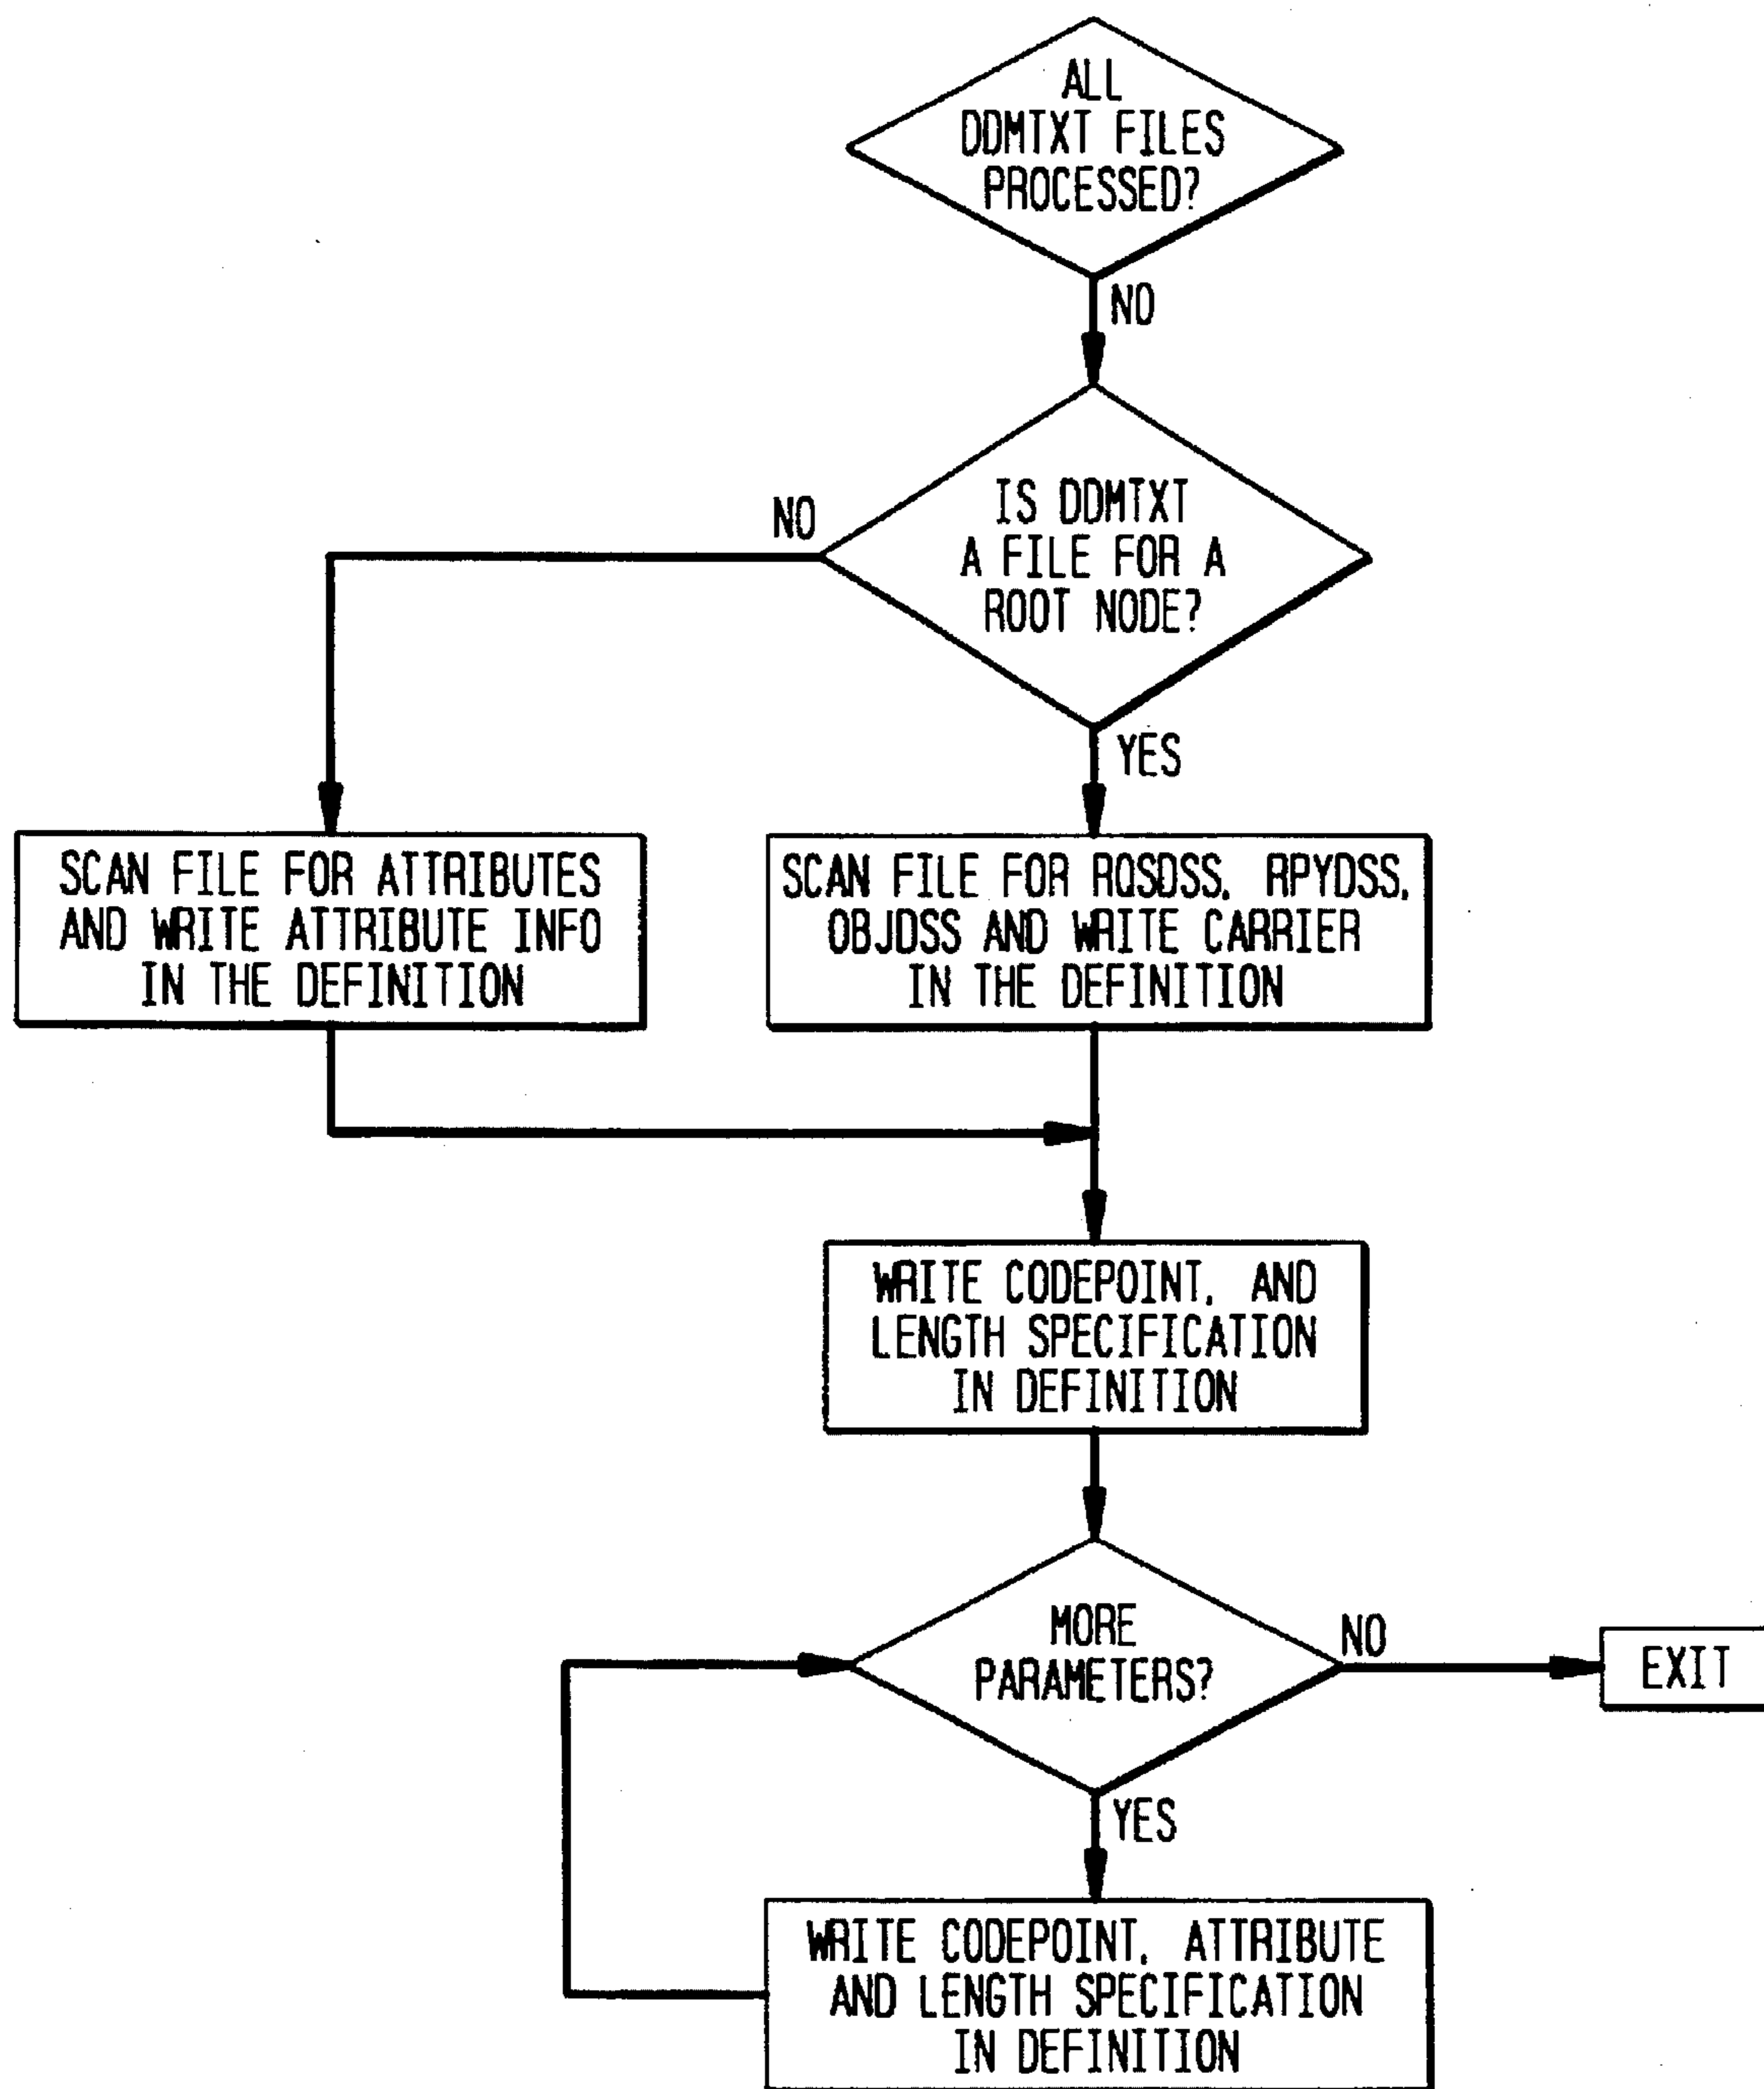 ALL
DDMTXT FILES
PROCESSED?
NO
NO
IS DDMTXT
A FILE FOR A
ROOT NODE?
YES
SCAN FILE FOR ATTRIBUTES
AND WRITE ATTRIBUTE INFO
IN THE DEFINITION
SCAN FILE FOR RQSDSS, RPYDSS,
OBJDSS AND WRITE CARRIER
IN THE DEFINITION
WRITE CODEPOINT, AND
LENGTH SPECIFICATION
IN DEFINITION
MORE
PARAMETERS?
NO
EXIT
YES
WRITE CODEPOINT, ATTRIBUTE
AND LENGTH SPECIFICATION
IN DEFINITION